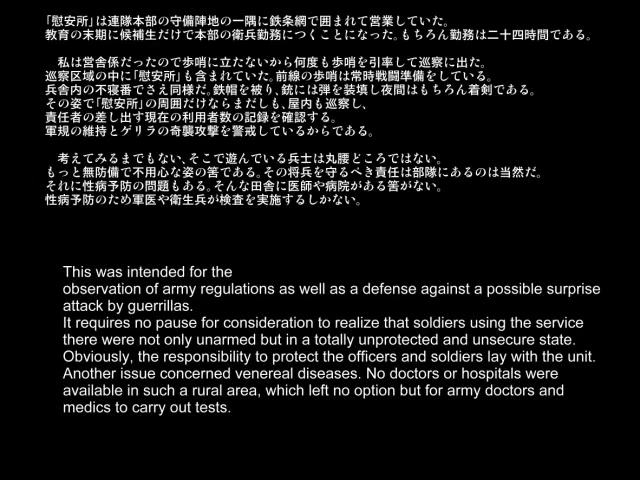 「慰安所」は連隊本部の守備陣地の一隅に鉄条網で囲まれて営業していた。
教育の末期に候補生だけで本部の衛兵勤務につくことになった。もちろん勤務は二十四時間である。
私は営舎係だったので歩哨に立たないから何度も歩哨を引率して巡察に出た。
巡察区域の中に「慰安所」も含まれていた。前線の歩哨は常時戦闘準備をしている。
兵舎内の不寝番でさえ同様だ。鉄帽を被り、銃には弾を装填し夜間はもちろん着剣である。
その姿で「慰安所」の周囲だけならまだしも、屋内も巡察し、
責任者の差し出す現在の利用者数の記録を確認する。
軍規の維持とゲリラの奇襲攻撃を警戒しているからである。
考えてみるまでもない、そこで遊んでいる兵士は丸腰どころではない。
もっと無防備で不用心な姿の筈である。その将兵を守るべき責任は部隊にあるのは当然だ。
それに性病予防の問題もある。そんな田舎に医師や病院がある筈がない。
性病予防のため軍医や衛生兵が検査を実施するしかない。
This was intended for the
observation of army regulations as well as a defense against a possible surprise
attack by guerrillas.
It requires no pause for consideration to realize that soldiers using the service
there were not only unarmed but in a totally unprotected and unsecure state.
Obviously, the responsibility to protect the officers and soldiers lay with the unit.
Another issue concerned venereal diseases. No doctors or hospitals were
available in such a rural area, which left no option but for army doctors and
medics to carry out tests.